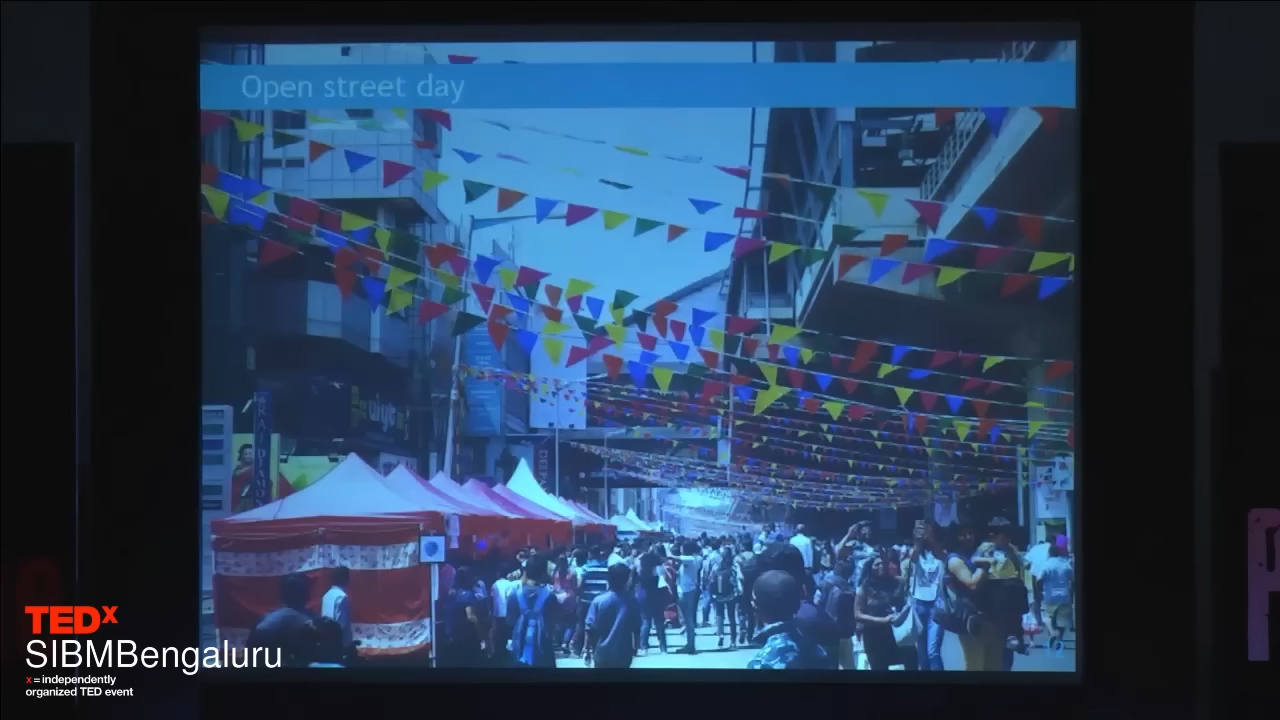 Open street day
TEDx
SIBMBengaluru
x = independently
organized TED event